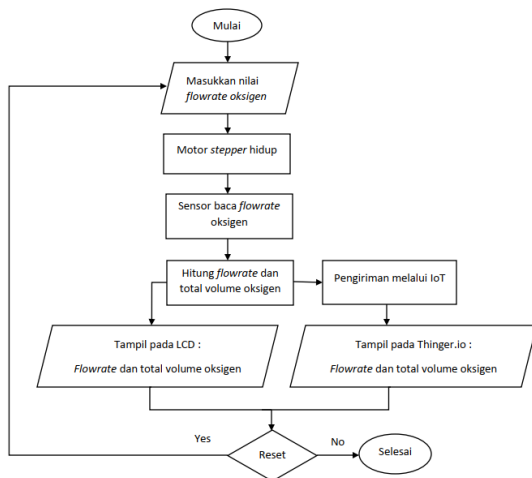 Mulai
Masukkan nilai
flowrate oksigen
Motor stepper hidup
Sensor baca flowrate
oksigen
Hitung flowrate dan
total volume oksigen
Pengiriman melalui IoT
Tampil pada LCD :
Flowrate dan total volume oksigen
Tampil pada Thinger.io :
Flowrate dan total volume oksigen
Yes
Reset
No
Selesai